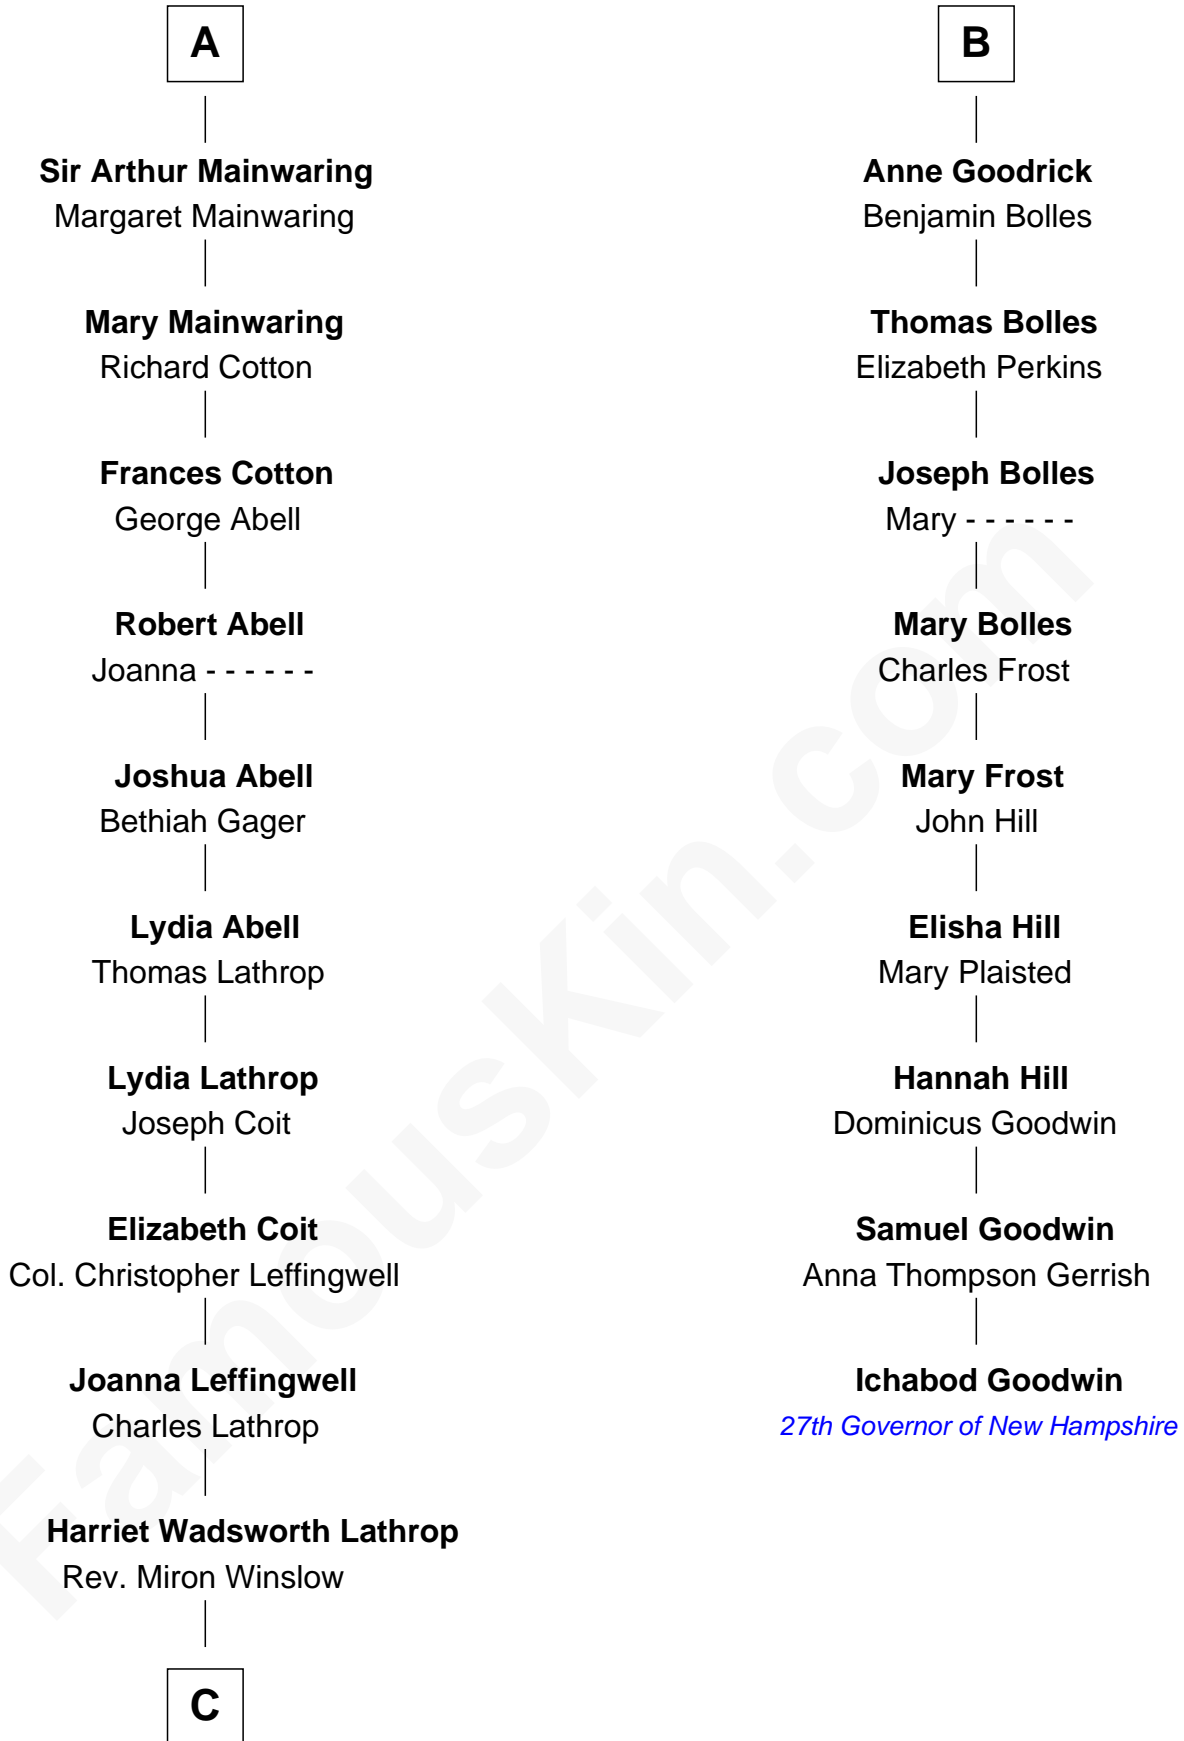 A
Sir Arthur Mainwaring
Margaret Mainwaring
Mary Mainwaring
Richard Cotton
Frances Cotton
George Abell
Robert Abell
Joanna - - - - - -
Joshua Abell
Bethiah Gager
Lydia Abell
Thomas Lathrop
Lydia Lathrop
Joseph Coit
Elizabeth Coit
Col. Christopher Leffingwell
Joanna Leffingwell
Charles Lathrop
Harriet Wadsworth Lathrop
Rev. Miron Winslow
C
B
Anne Goodrick
Benjamin Bolles
Thomas Bolles
Elizabeth Perkins
Joseph Bolles
Mary - - - - - -
Mary Bolles
Charles Frost
Mary Frost
John Hill
Elisha Hill
Mary Plaisted
Hannah Hill
Dominicus Goodwin
Samuel Goodwin
Anna Thompson Gerrish
Ichabod Goodwin
27th Governor of New Hampshire
FamousKin.com